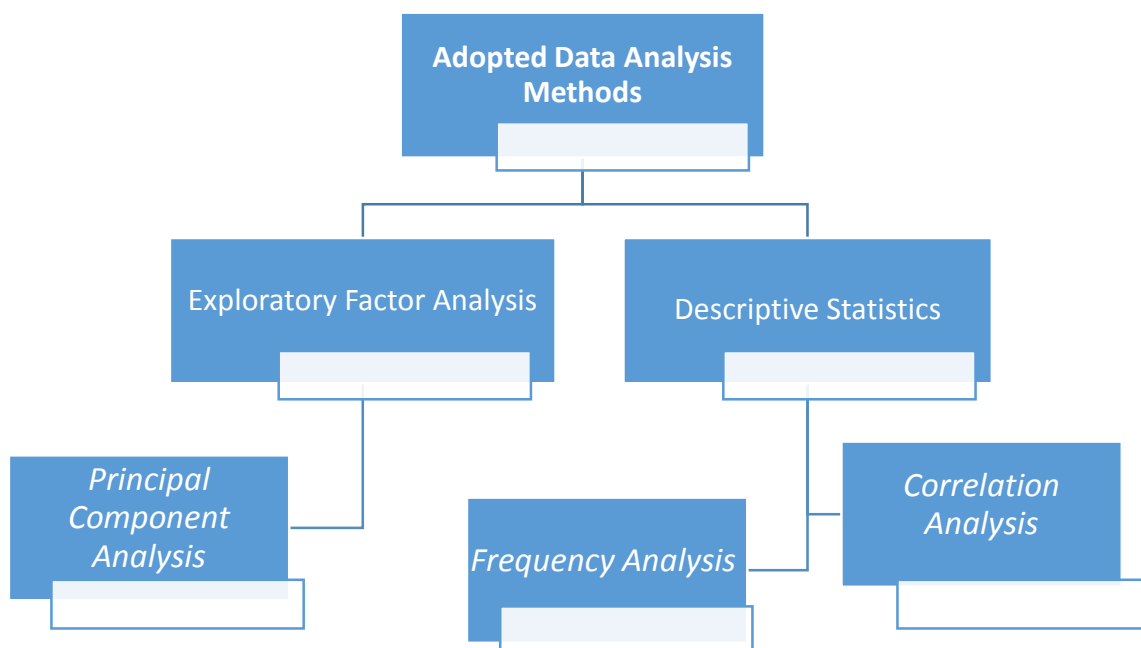 Adopted Data Analysis
Methods
Exploratory Factor Analysis
Descriptive Statistics
Principal
Component
Analysis
Frequency Analysis
Correlation
Analysis